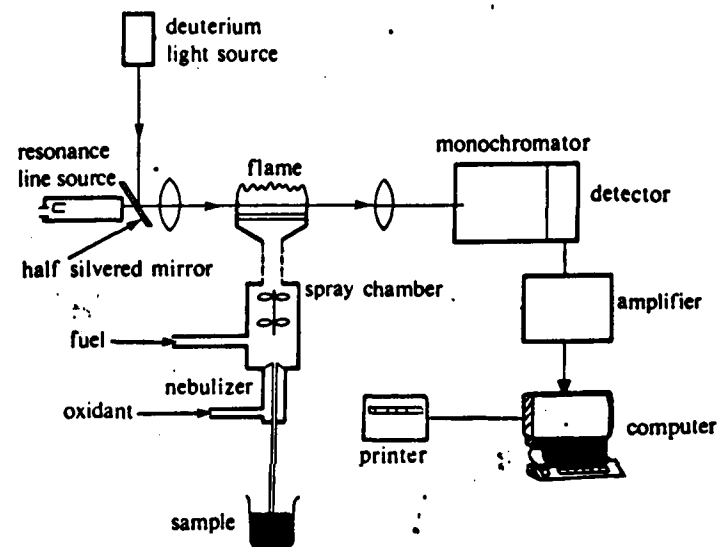 deuterium
light source
resonance
line source
flame
monochromator
detector
half silvered mirror
spray chamber
amplifier
fuel
nebulizer
oxidant
computer
printer
sample